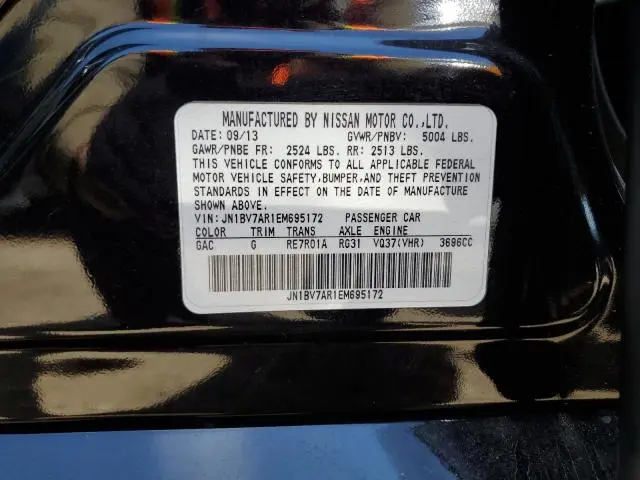 MANUFACTURED BY NISSAN MOTOR CO.,LTD.
DATE: 09/13 GVWR/PNBV: 5004 LBS.
GAWR/PNBE FR: 2524 LBS. RR: 2513 LBS.
THIS VEHICLE CONFORMS TO ALL APPLICABLE FEDERAL
MOTOR VEHICLE SAFETY,BUMPER,AND THEFT PREVENTION
STANDARDS IN EFFECT ON THE DATE OF MANUFACTURE
SHOWN ABOVE.
VIN: JN1BV7AR1EM695172 PASSENGER CAR
COLOR TRIM TRANS AXLE ENGINE
GAC G RE7R01A RG31 VQ37(VHR) 3696CC
JN1BV7AR1EM695172